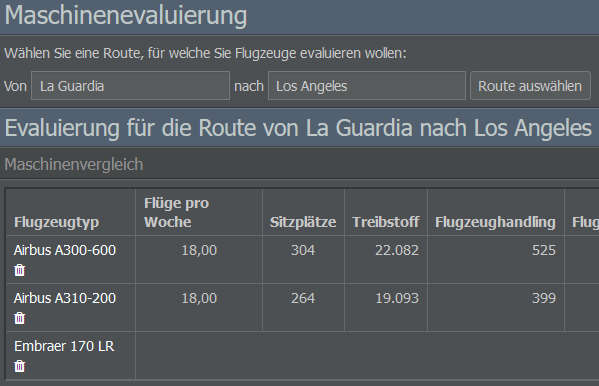 Maschinenevaluierung
Wählen Sie eine Route, für welche Sie Flugzeuge evaluieren wollen:
Von La Guardia nach Los Angeles Route auswählen
Evaluierung für die Route von La Guardia nach Los Angeles
Maschinenvergleich
Flugzeugtyp Flüge pro Woche Sitzplätze Treibstoff Flugzeughandling Flug
Airbus A300-600 18,00 304 22.082 525
Airbus A310-200 18,00 264 19.093 399
Embraer 170 LR